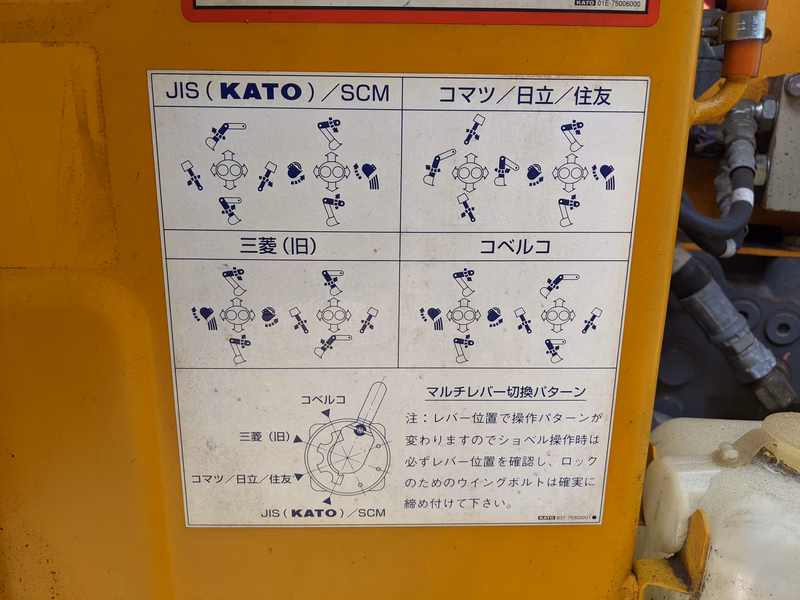 KATO 01E-75006000
JIS(KATO)/SCM
コマツ/日立/住友
三菱(旧)
コベルコ
コベルコ
三菱(旧)
コマツ/日立/住友
JIS(KATO)/SCM
マルチレバー切換パターン
注:レバー位置で操作パターンが
変わりますのでショベル操作時は
必ずレバー位置を確認し、ロック
のためのウイングボルトは確実に
締め付けて下さい。
KATO